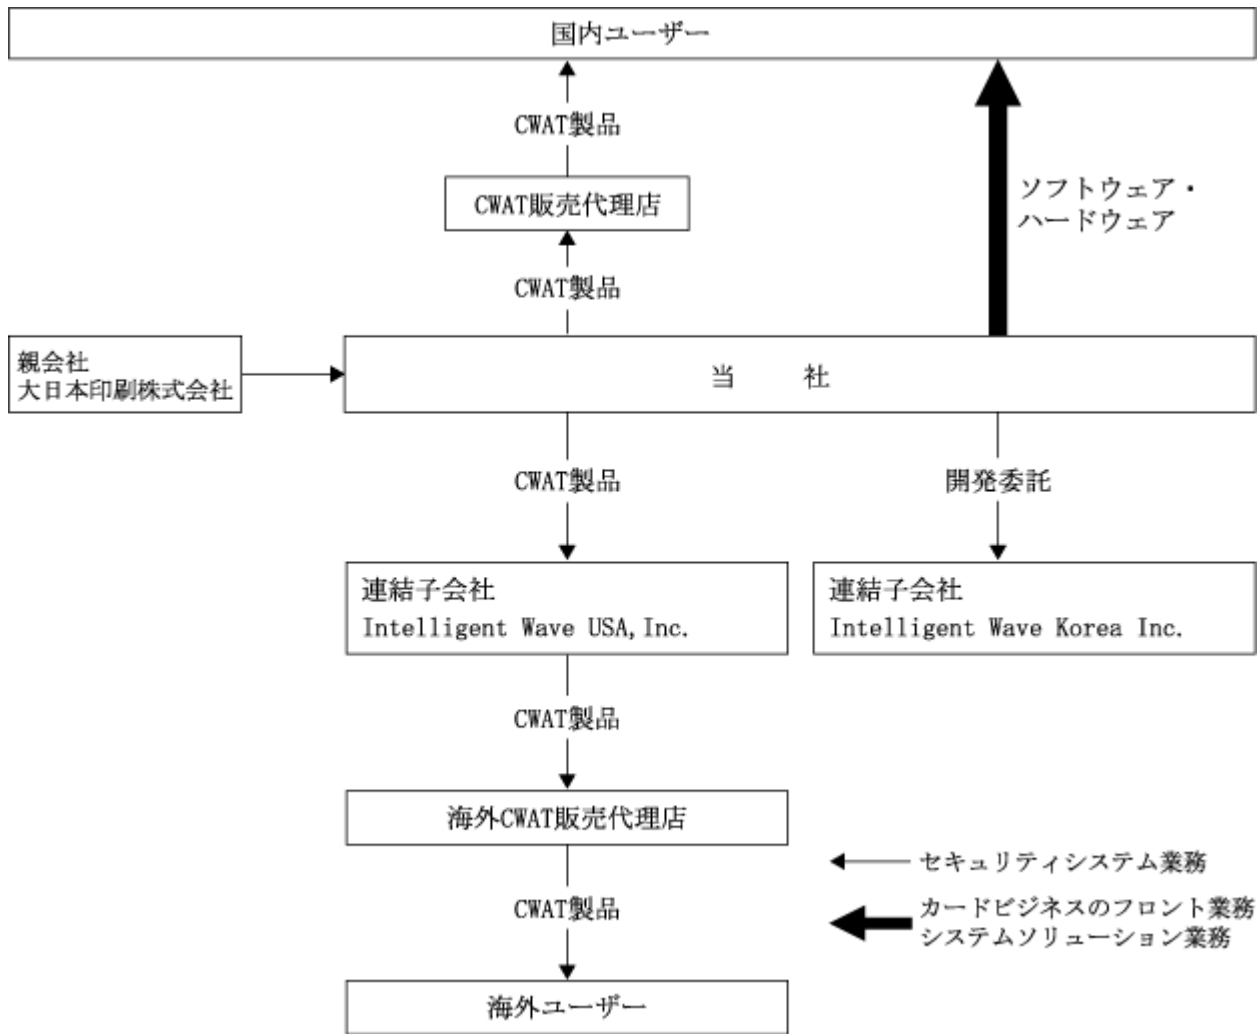 国内ユーザー
CWAT製品
CWAT販売代理店
ソフトウェア・
ハードウェア
CWAT製品
親会社
大日本印刷株式会社
当 社
CWAT製品
開発委託
連結子会社
Intelligent Wave USA,Inc.
連結子会社
Intelligent Wave Korea Inc.
CWAT製品
海外CWAT販売代理店
セキュリティシステム業務
CWAT製品
カードビジネスのフロント業務
システムソリューション業務
海外ユーザー